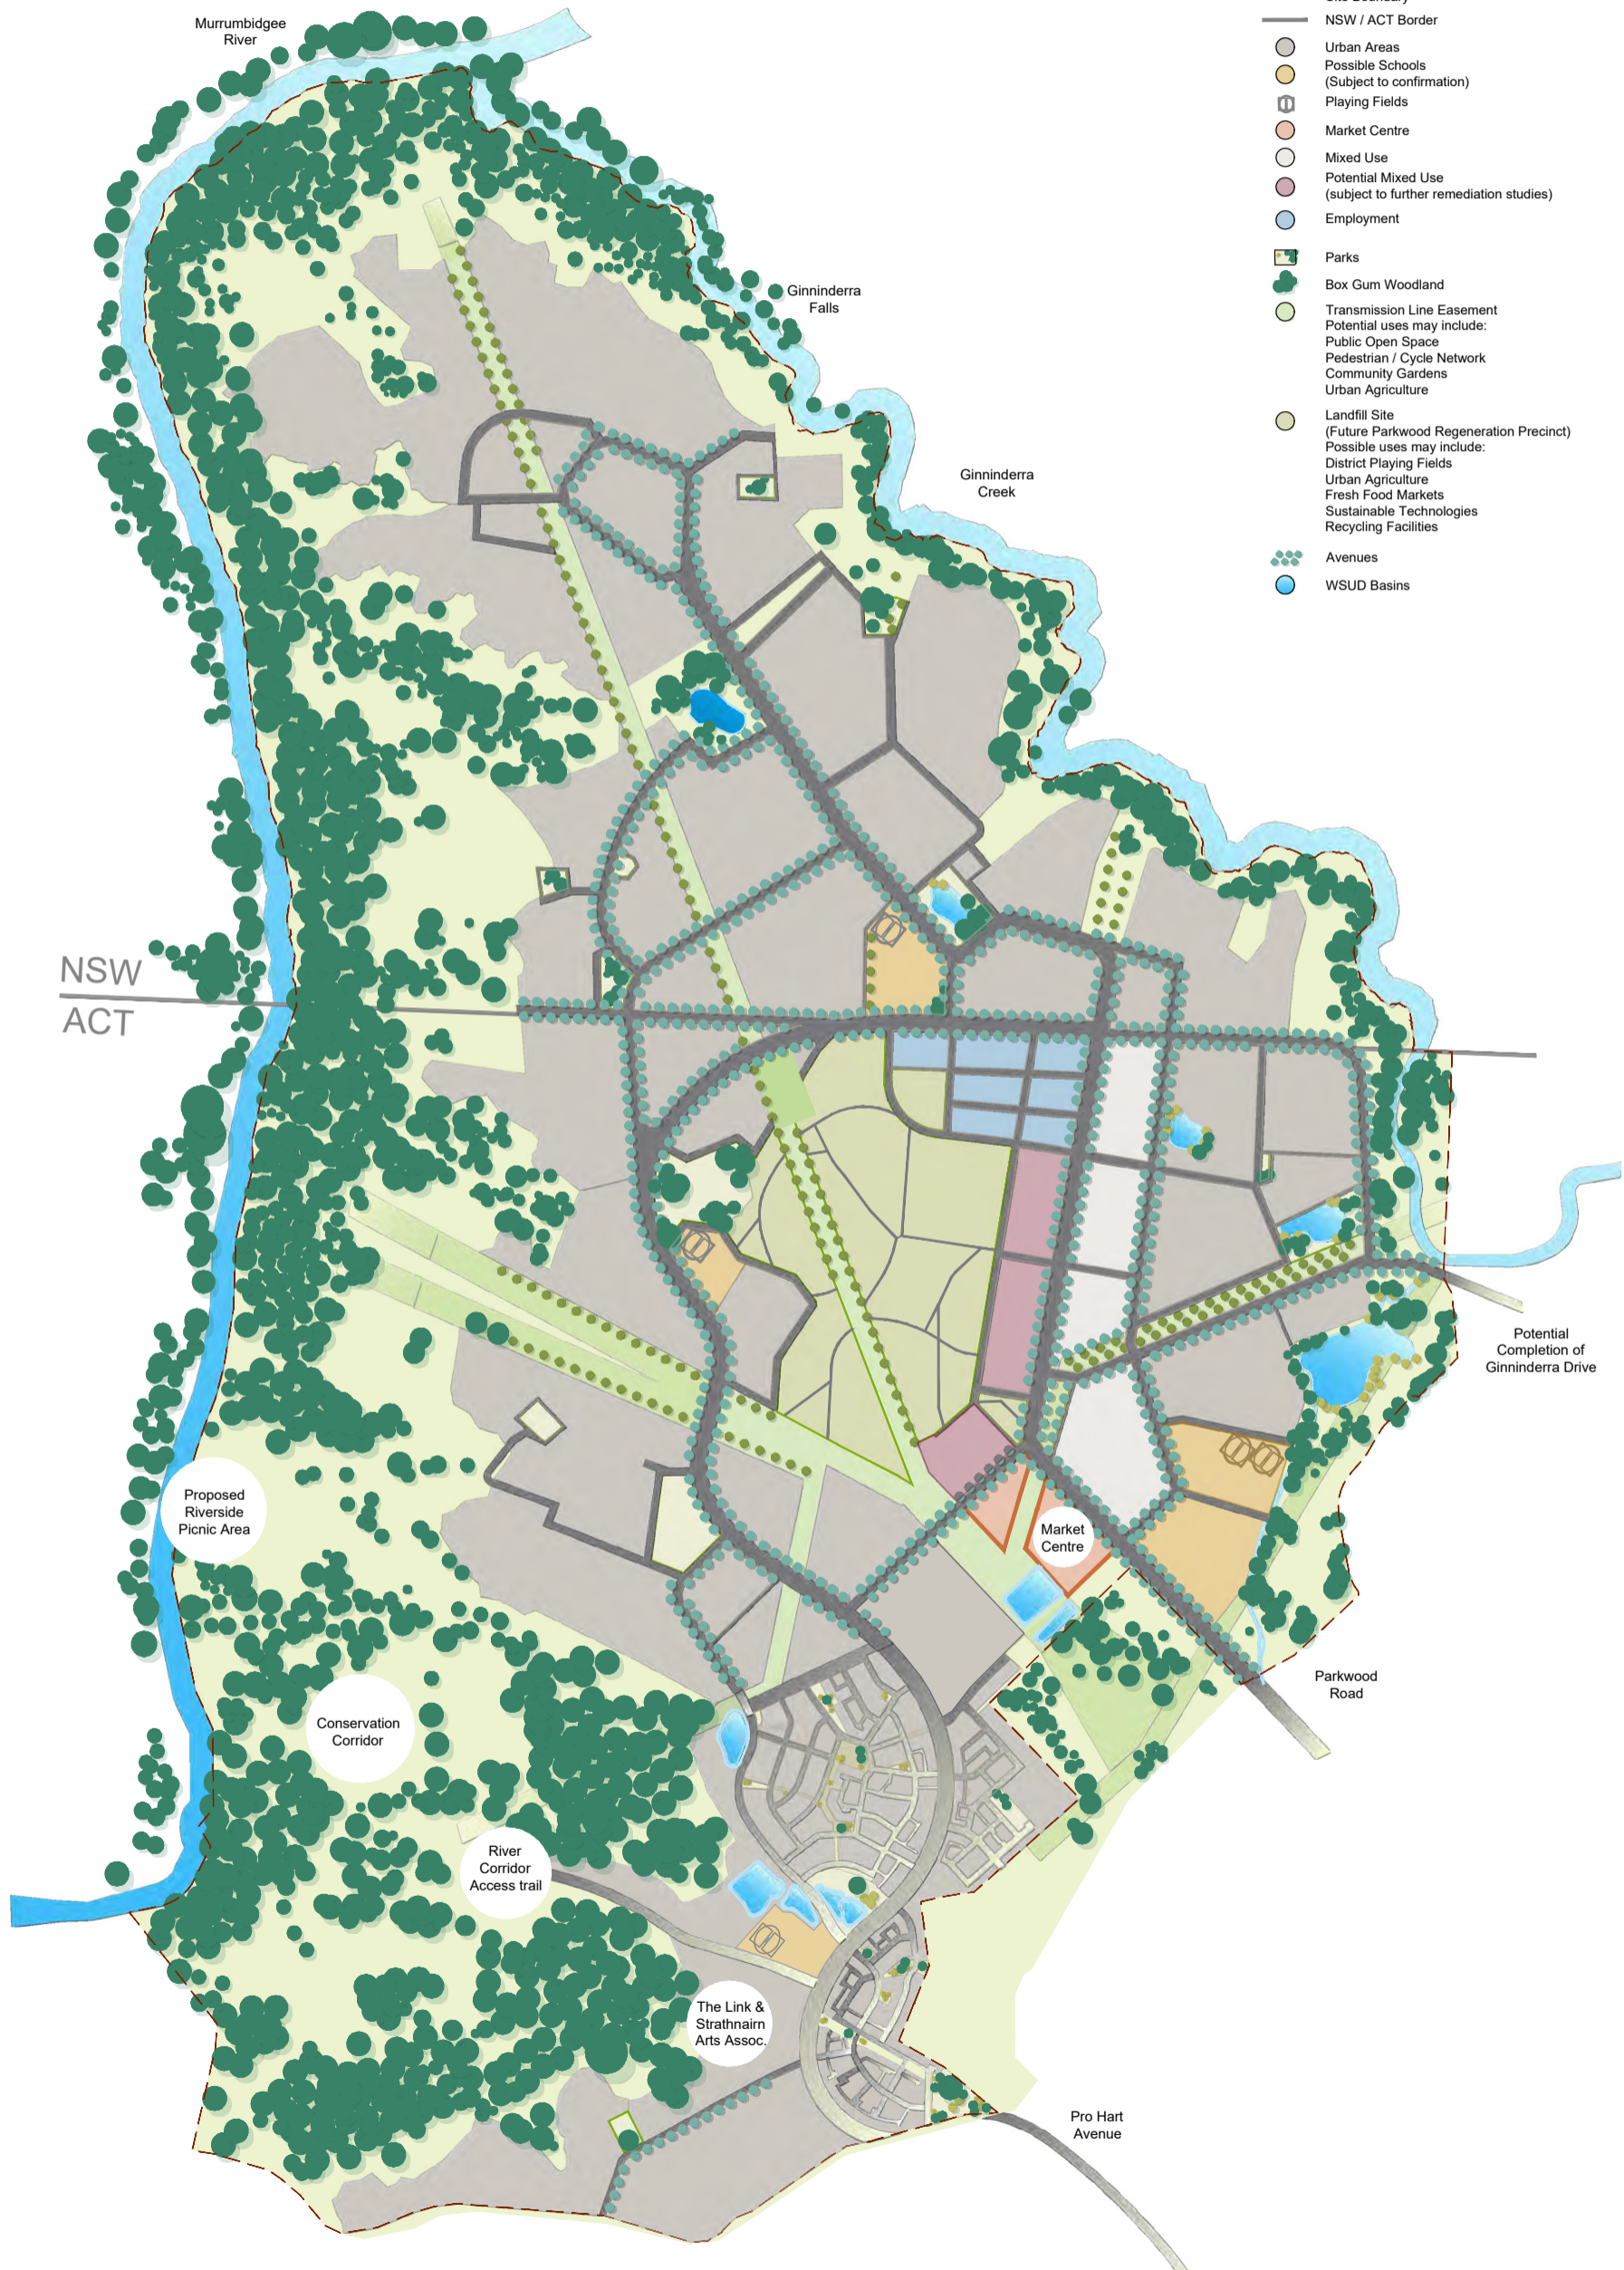 Site Boundary
NSW / ACT Border
Urban Areas
Possible Schools
(Subject to confirmation)
Playing Fields
Market Centre
Mixed Use
Potential Mixed Use
(subject to further remediation studies)
Employment
Parks
Box Gum Woodland
Transmission Line Easement
Potential uses may include:
Public Open Space
Pedestrian / Cycle Network
Community Gardens
Urban Agriculture
Landfill Site
(Future Parkwood Regeneration Precinct)
Possible uses may include:
District Playing Fields
Urban Agriculture
Fresh Food Markets
Sustainable Technologies
Recycling Facilities
Avenues
WSUD Basins
Murrumbidgee
River
Ginninderra
Falls
Ginninderra
Creek
NSW
ACT
Potential
Completion of
Ginninderra Drive
Proposed
Riverside
Picnic Area
Market
Centre
Parkwood
Road
Conservation
Corridor
River
Corridor
Access trail
The Link &
Strathnairn
Arts Assoc.
Pro Hart
Avenue